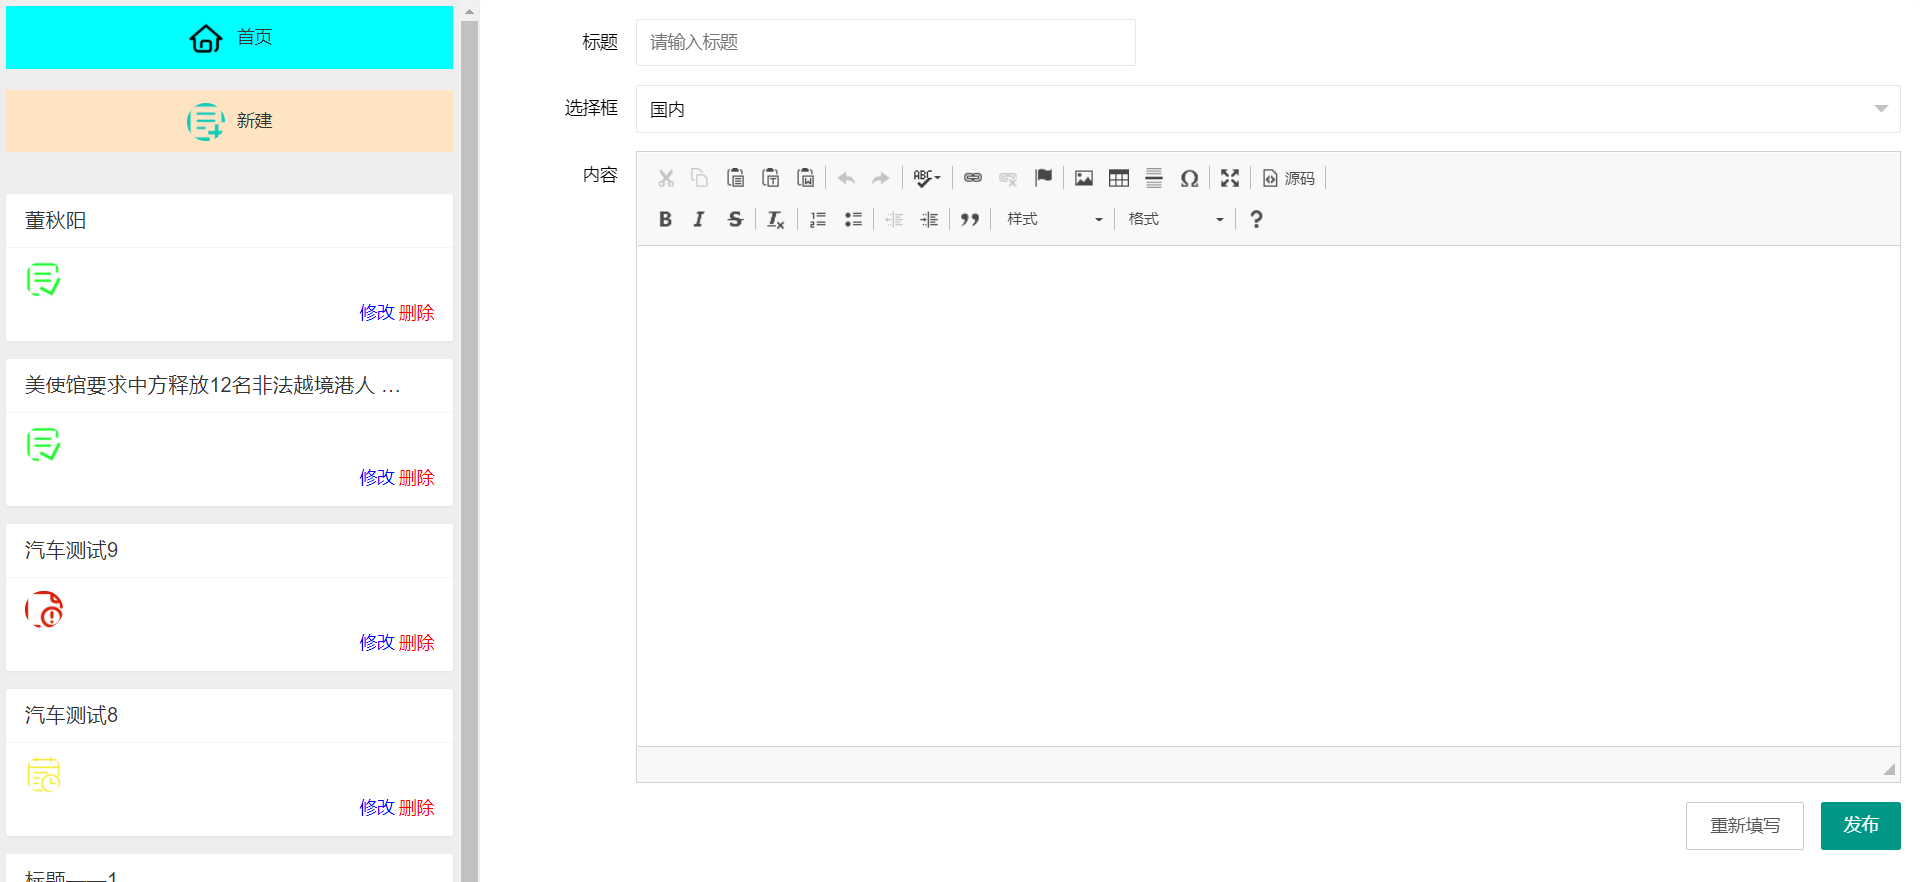 首页
新建
董秋阳
修改 删除
美使馆要求中方释放12名非法越境港人 …
修改 删除
汽车测试9
修改 删除
汽车测试8
修改 删除
标题——1
标题
请输入标题
选择框
国内
内容
ABC
源码
B I S Tx
样式
格式
?
重新填写
发布